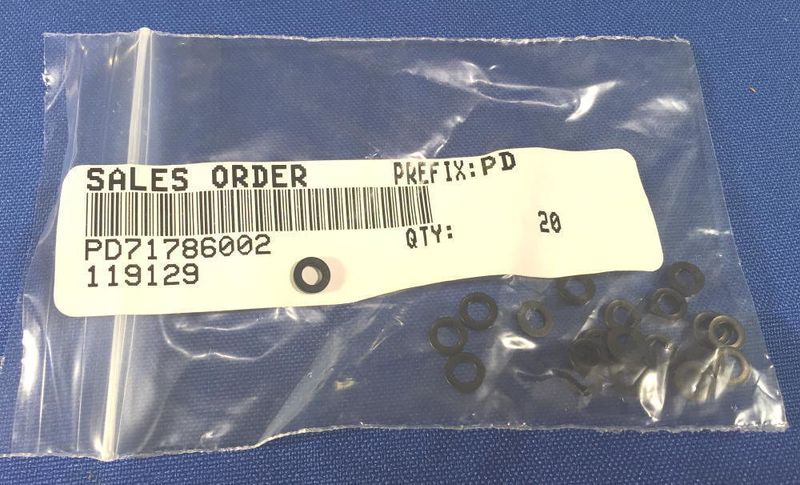 SALES ORDER PREFIX:PD
PD71786002 QTY: 20
119129